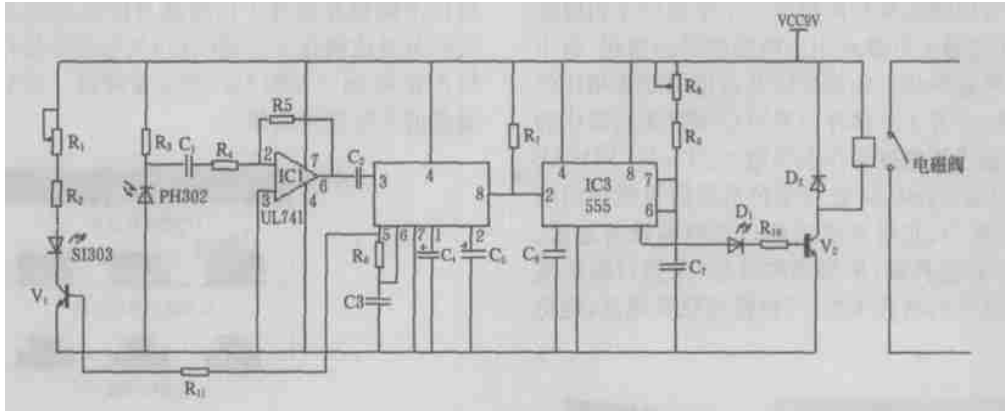 VCC9V
R1
R2
SI303
V1
R3
C1
R4
PH302
R5
2
7
IC1
6
3
4
UL741
C2
3
4
8
5
6
7
1
2
R6
C3
C4
C5
R11
R7
2
4
8
IC3
555
7
6
R8
R9
C6
C7
D1
R10
D2
V2
电磁阀